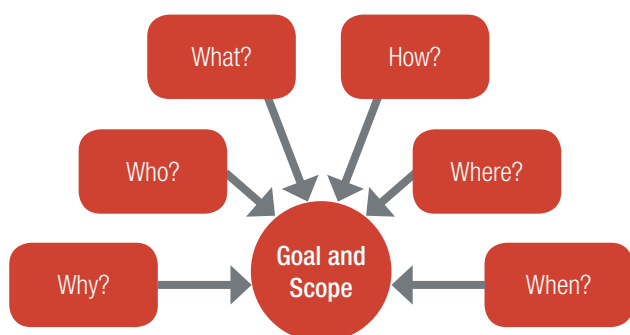 What?
How?
Who?
Where?
Goal and
Scope
Why?
When?